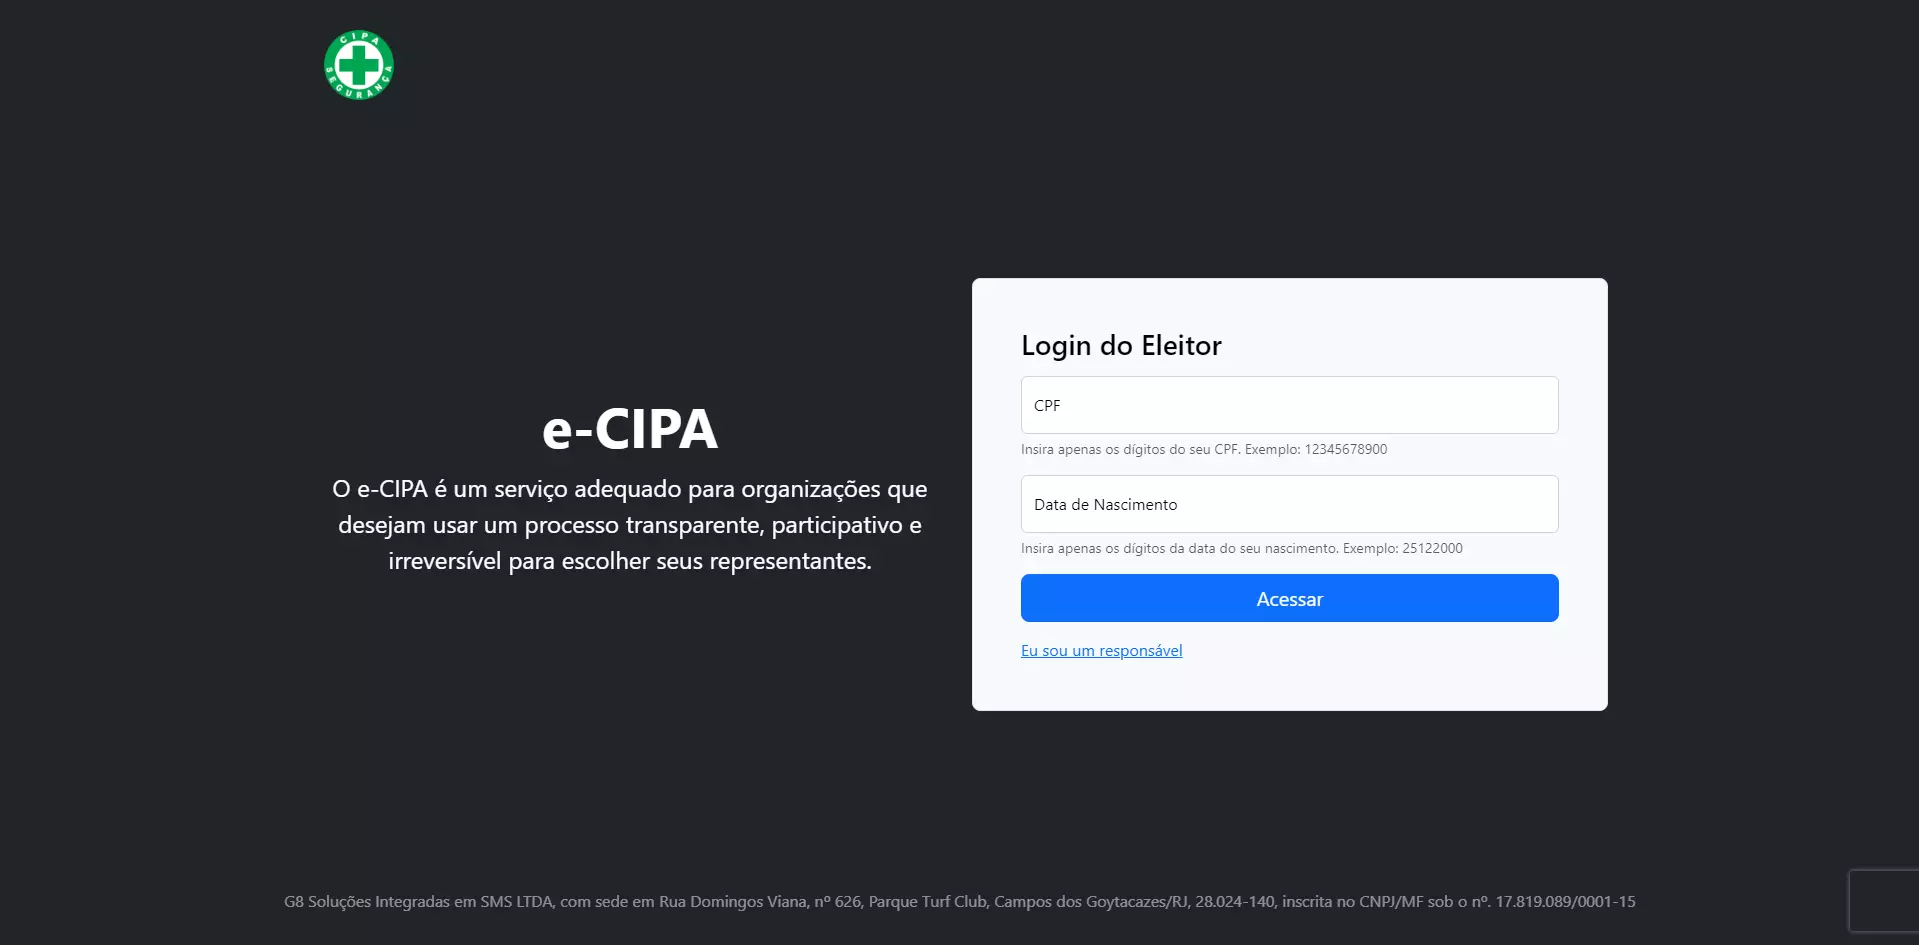 CIPA
SEGURANÇA
e-CIPA
O e-CIPA é um serviço adequado para organizações que
desejam usar um processo transparente, participativo e
irreversível para escolher seus representantes.
Login do Eleitor
CPF
Insira apenas os dígitos do seu CPF. Exemplo: 12345678900
Data de Nascimento
Insira apenas os dígitos da data do seu nascimento. Exemplo: 25122000
Acessar
Eu sou um responsável
G8 Soluções Integradas em SMS LTDA, com sede em Rua Domingos Viana, nº 626, Parque Turf Club, Campos dos Goytacazes/RJ, 28.024-140, inscrita no CNPJ/MF sob o nº. 17.819.089/0001-15